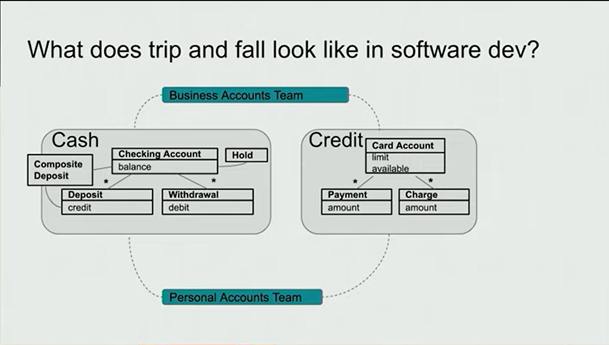 What does trip and fall look like in software dev?
Business Accounts Team
Cash
Credit
Composite
Deposit
Checking Account
balance
Hold
Deposit
credit
*
Withdrawal
debit
*
Card Account
limit
available
Payment
amount
*
Charge
amount
*
Personal Accounts Team